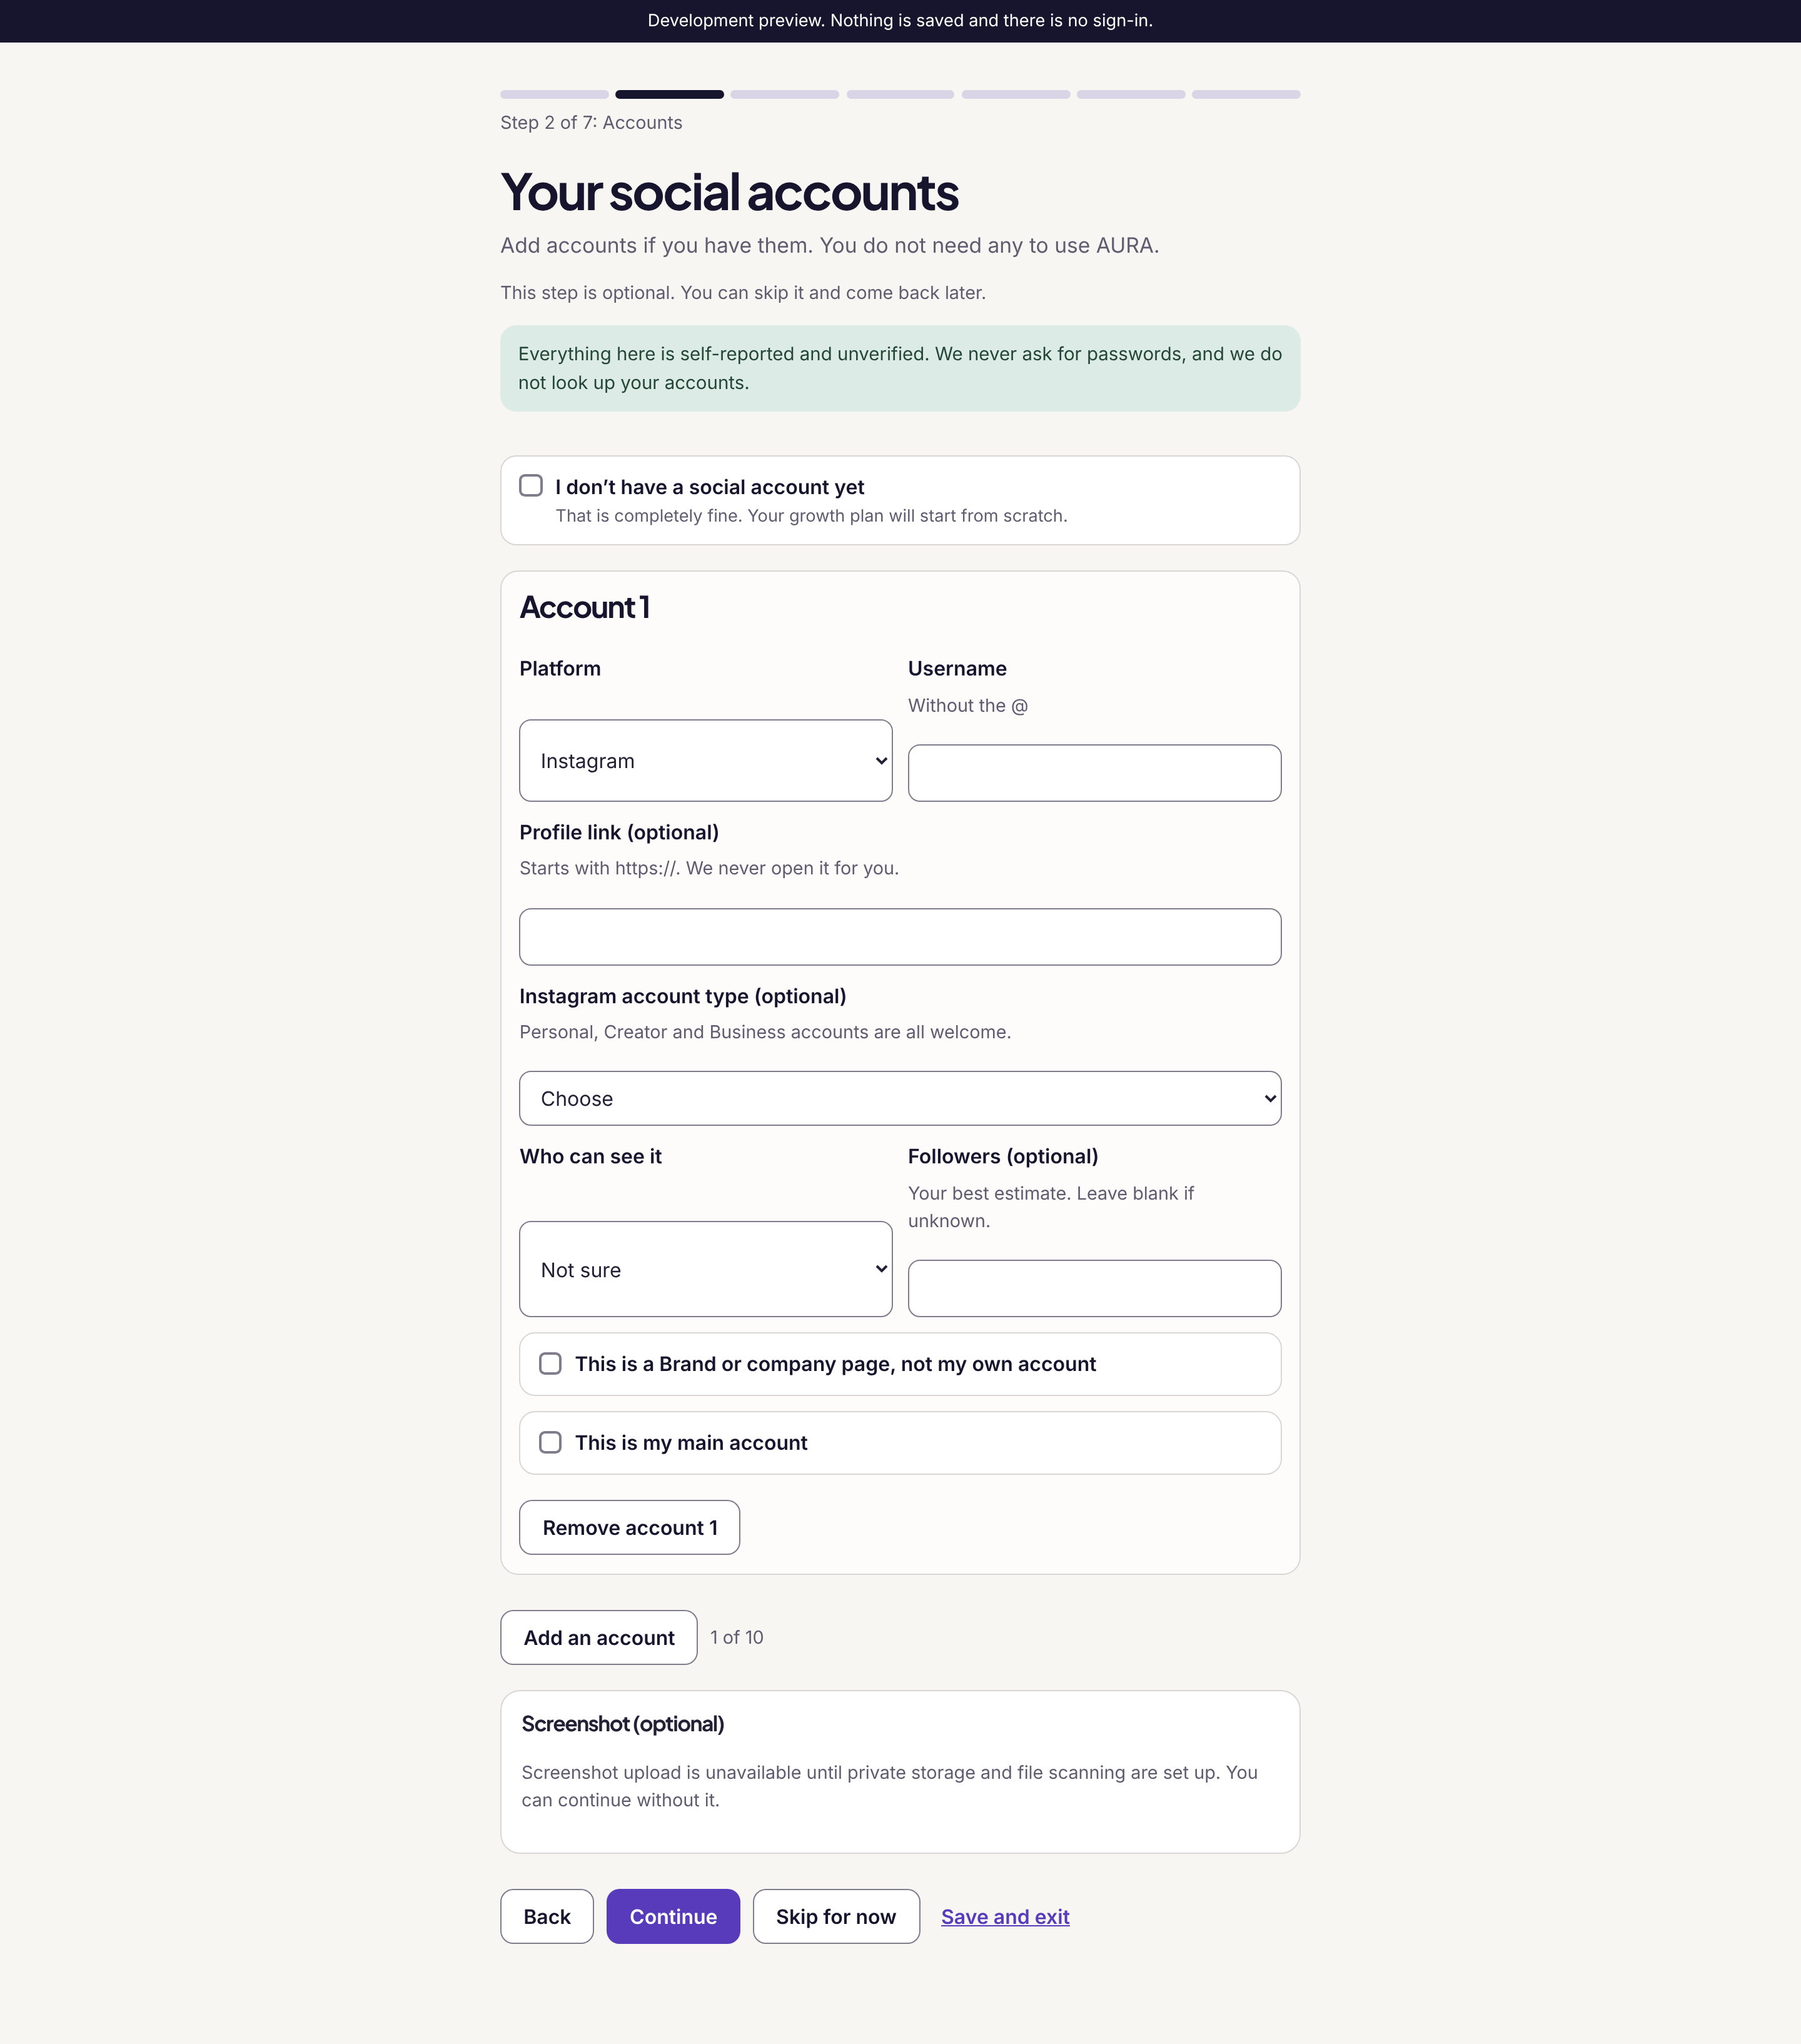 Development preview. Nothing is saved and there is no sign-in.
Step 2 of 7: Accounts
Your social accounts
Add accounts if you have them. You do not need any to use AURA.
This step is optional. You can skip it and come back later.
Everything here is self-reported and unverified. We never ask for passwords, and we do
not look up your accounts.
I don’t have a social account yet
That is completely fine. Your growth plan will start from scratch.
Account 1
Platform
Instagram
Username
Without the @
Profile link (optional)
Starts with https://. We never open it for you.
Instagram account type (optional)
Personal, Creator and Business accounts are all welcome.
Choose
Who can see it
Not sure
Followers (optional)
Your best estimate. Leave blank if
unknown.
This is a Brand or company page, not my own account
This is my main account
Remove account 1
Add an account
1 of 10
Screenshot (optional)
Screenshot upload is unavailable until private storage and file scanning are set up. You
can continue without it.
Back
Continue
Skip for now
Save and exit